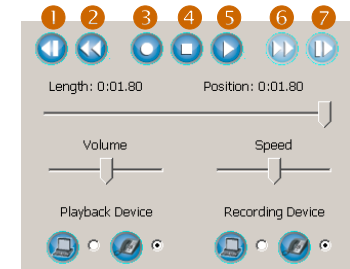 1 2 3 4 5 6 7
Length: 0:01.80 Position: 0:01.80
Volume Speed
Playback Device Recording Device